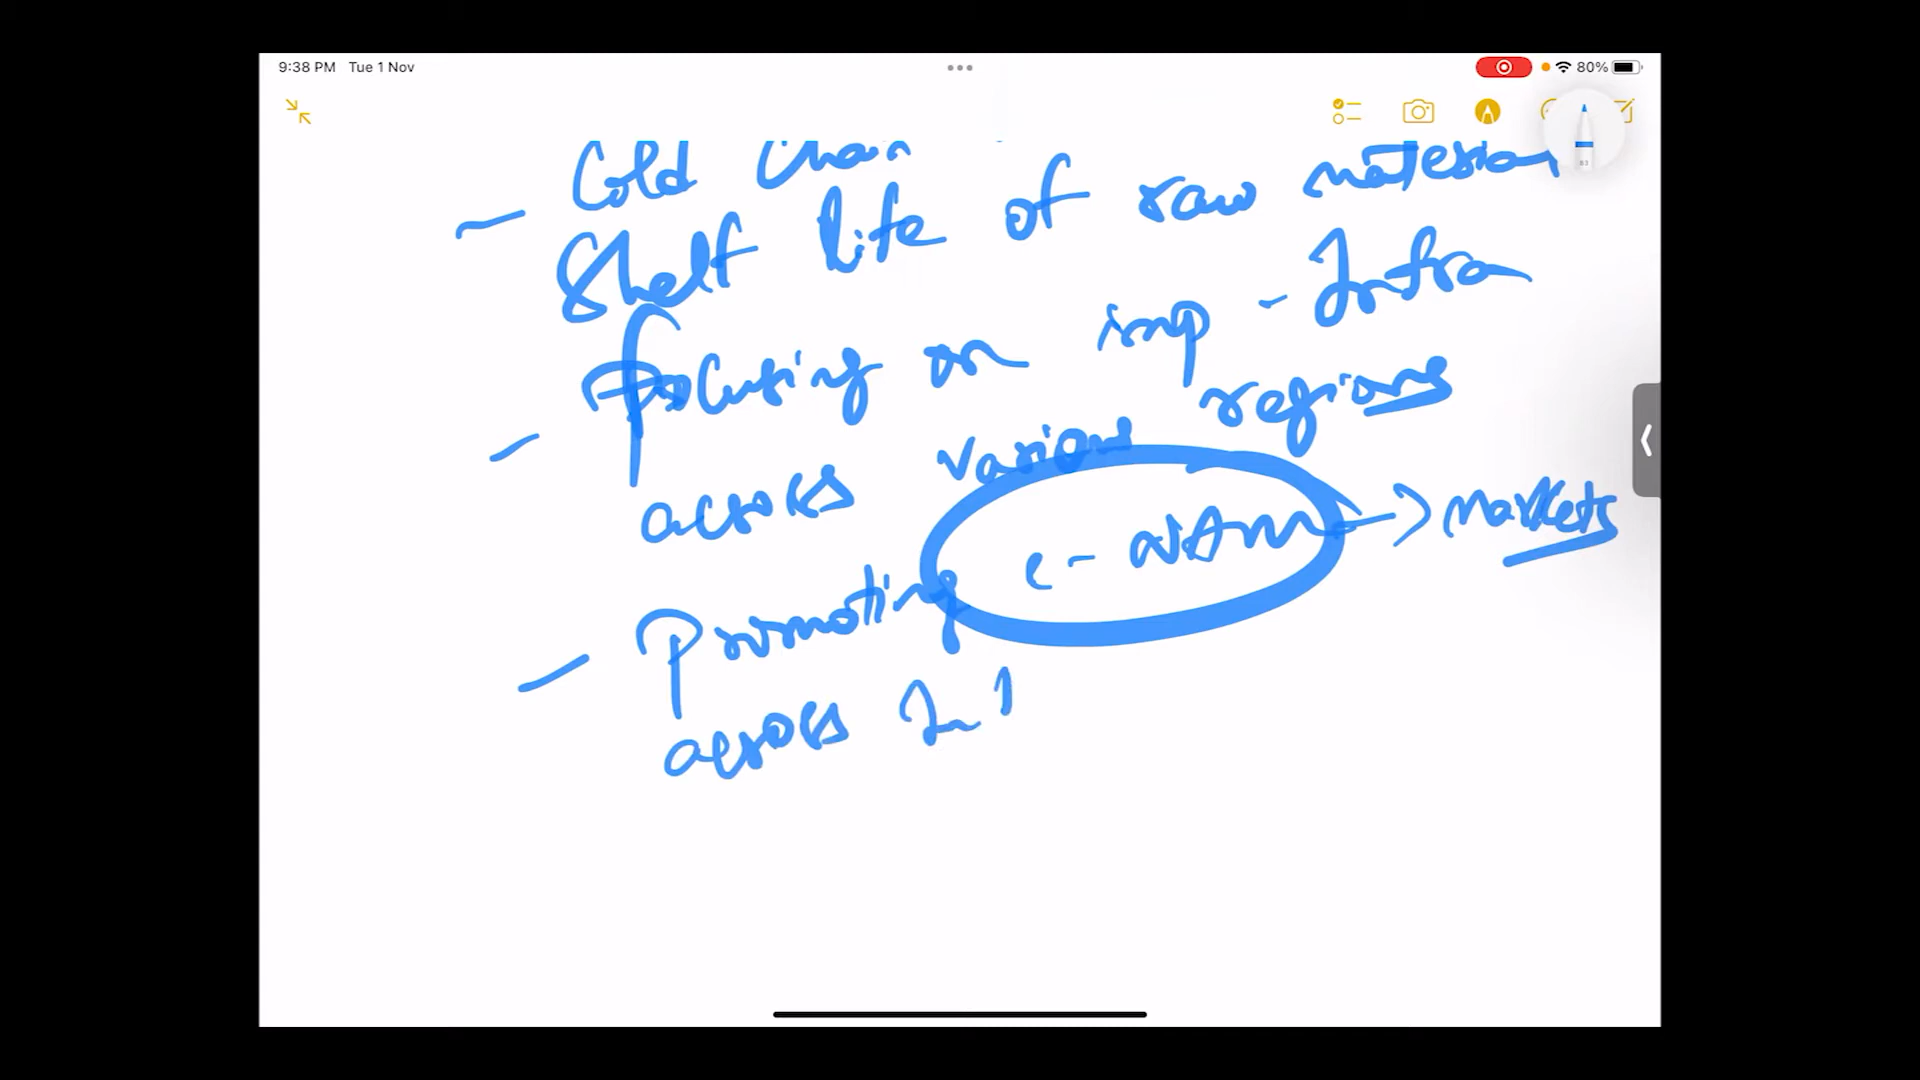 9:38 PM Tue 1 Nov
80%
Cold Chain
- Shelf life of raw material
- Focusing on imp - Infra
across various regions
- Promoting e-NAM -> Markets
across